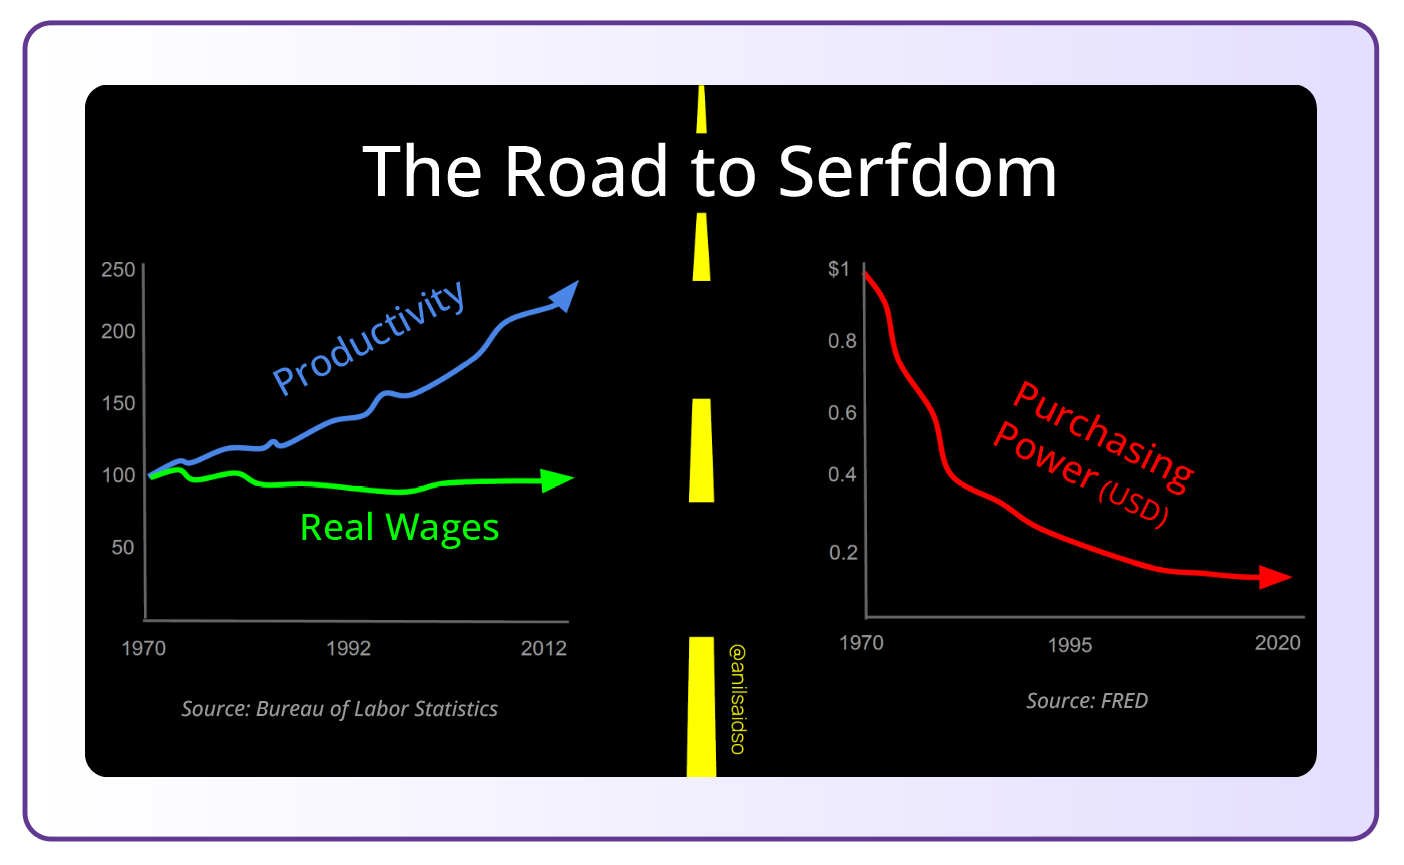 The Road to Serfdom
250
200
150
100
50
1970
1992
2012
Productivity
Real Wages
Source: Bureau of Labor Statistics
@anilsaidso
$1
0.8
0.6
0.4
0.2
1970
1995
2020
Purchasing
Power (USD)
Source: FRED